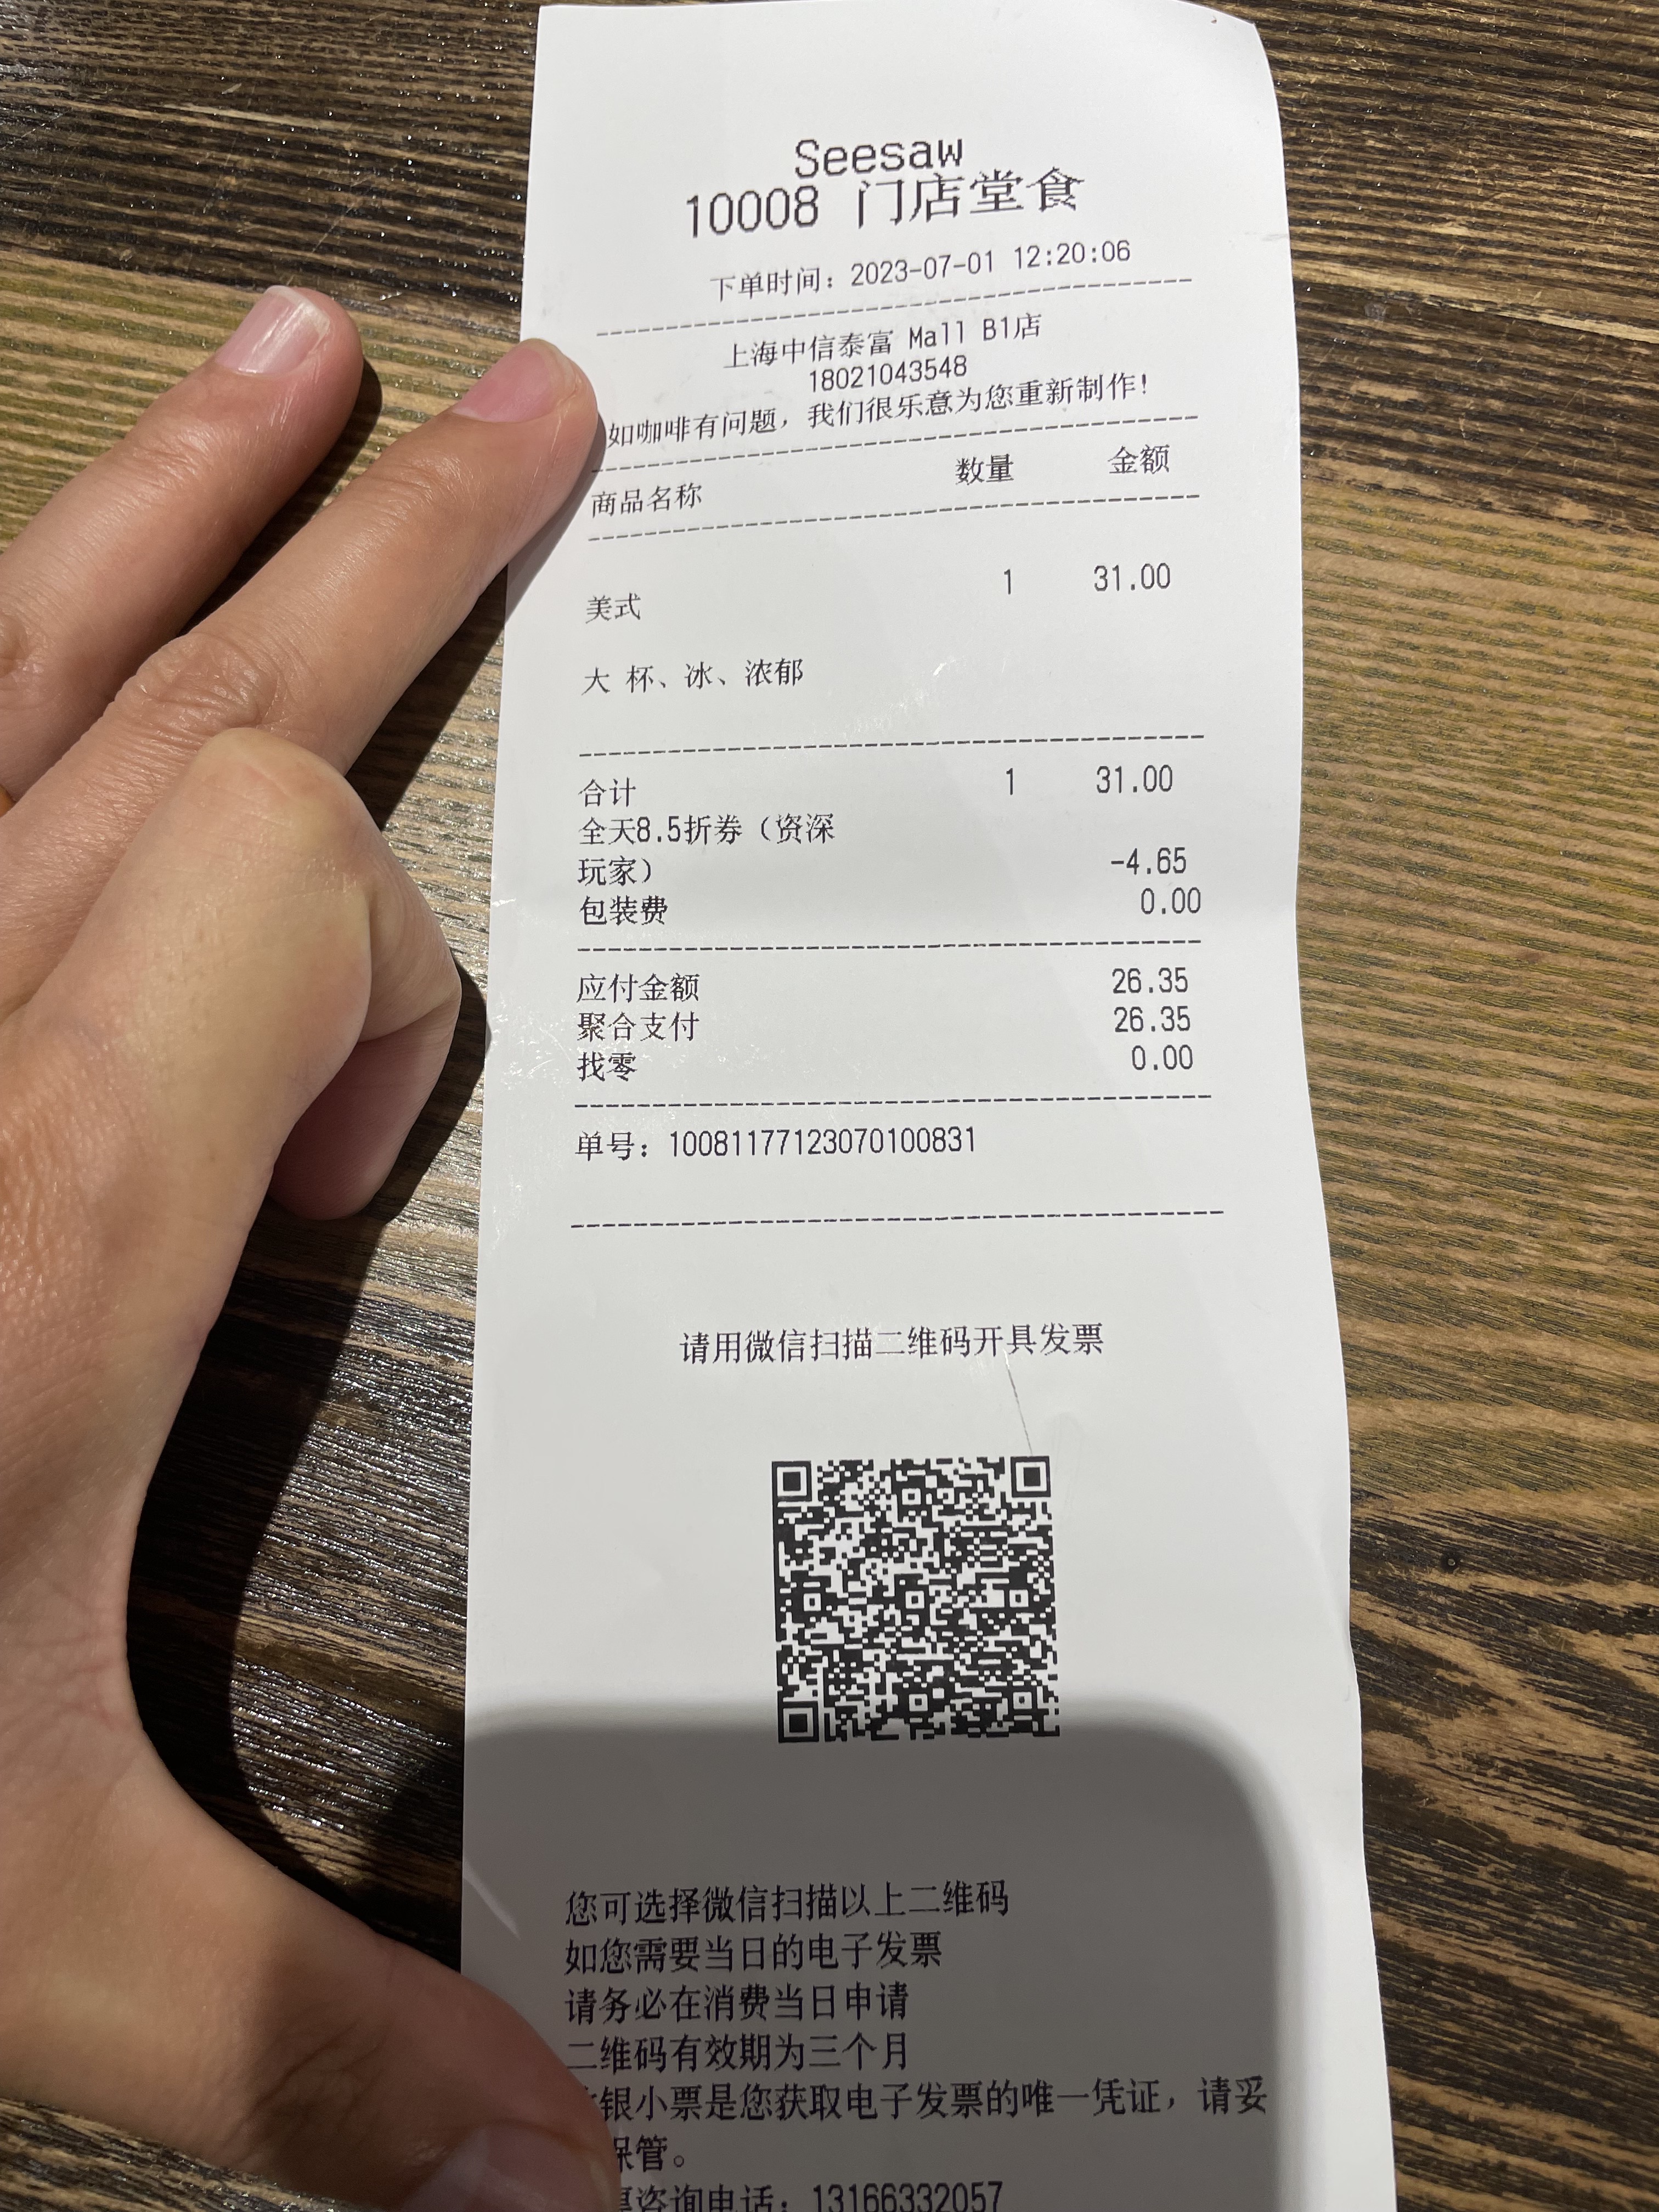 Seesaw
10008 门店堂食
下单时间：2023-07-01 12:20:06
上海中信泰富 Mall B1店
18021043548
如咖啡有问题，我们很乐意为您重新制作！
商品名称 数量 金额
美式 1 31.00
大 杯、冰、浓郁
合计 1 31.00
全天8.5折券（资深
玩家） -4.65
包装费 0.00
应付金额 26.35
聚合支付 26.35
找零 0.00
单号：10081177123070100831
请用微信扫描二维码开具发票
您可选择微信扫描以上二维码
如您需要当日的电子发票
请务必在消费当日申请
二维码有效期为三个月
银小票是您获取电子发票的唯一凭证，请妥
保管。
咨询电话：13166332057